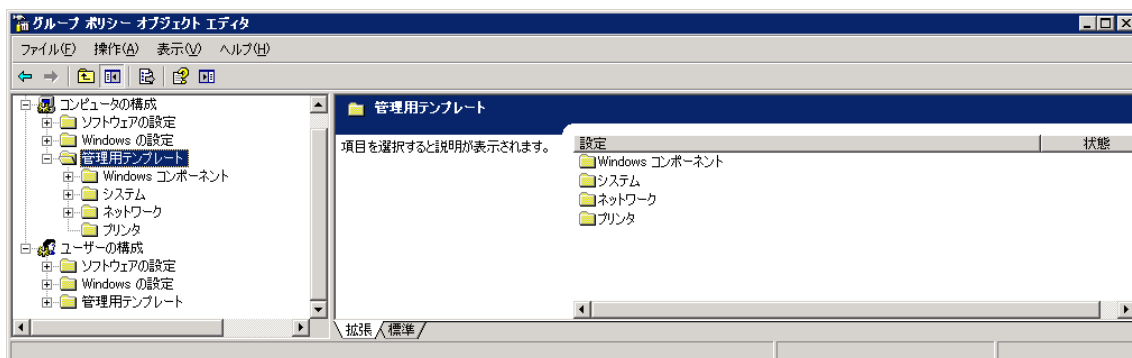 グループ ポリシー オブジェクト エディタ
ファイル(F) 操作(A) 表示(V) ヘルプ(H)
コンピュータの構成
ソフトウェアの設定
Windows の設定
管理用テンプレート
Windows コンポーネント
システム
ネットワーク
プリンタ
ユーザーの構成
ソフトウェアの設定
Windows の設定
管理用テンプレート
管理用テンプレート
項目を選択すると説明が表示されます。
設定 状態
Windows コンポーネント
システム
ネットワーク
プリンタ
拡張 標準